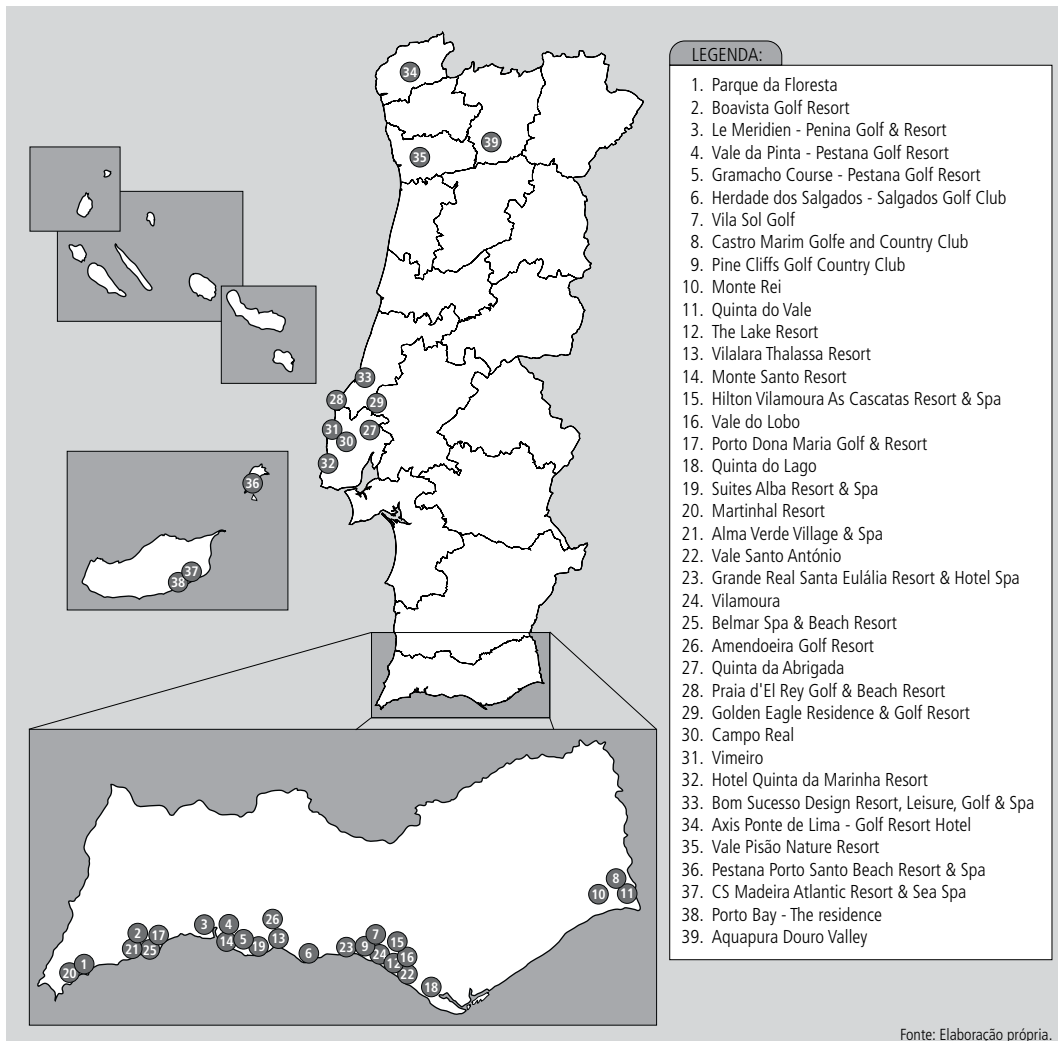 34
39
35
33
28
29
31
27
30
32
36
37
38
8
10
11
26
3
4
2
17
14
5
13
7
15
21
25
19
23
9
24
16
6
12
1
20
22
18
LEGENDA:
1. Parque da Floresta
2. Boavista Golf Resort
3. Le Meridien - Penina Golf & Resort
4. Vale da Pinta - Pestana Golf Resort
5. Gramacho Course - Pestana Golf Resort
6. Herdade dos Salgados - Salgados Golf Club
7. Vila Sol Golf
8. Castro Marim Golfe and Country Club
9. Pine Cliffs Golf Country Club
10. Monte Rei
11. Quinta do Vale
12. The Lake Resort
13. Vilalara Thalassa Resort
14. Monte Santo Resort
15. Hilton Vilamoura As Cascatas Resort & Spa
16. Vale do Lobo
17. Porto Dona Maria Golf & Resort
18. Quinta do Lago
19. Suites Alba Resort & Spa
20. Martinhal Resort
21. Alma Verde Village & Spa
22. Vale Santo António
23. Grande Real Santa Eulália Resort & Hotel Spa
24. Vilamoura
25. Belmar Spa & Beach Resort
26. Amendoeira Golf Resort
27. Quinta da Abrigada
28. Praia d'El Rey Golf & Beach Resort
29. Golden Eagle Residence & Golf Resort
30. Campo Real
31. Vimeiro
32. Hotel Quinta da Marinha Resort
33. Bom Sucesso Design Resort, Leisure, Golf & Spa
34. Axis Ponte de Lima - Golf Resort Hotel
35. Vale Pisão Nature Resort
36. Pestana Porto Santo Beach Resort & Spa
37. CS Madeira Atlantic Resort & Sea Spa
38. Porto Bay - The residence
39. Aquapura Douro Valley
Fonte: Elaboração própria.